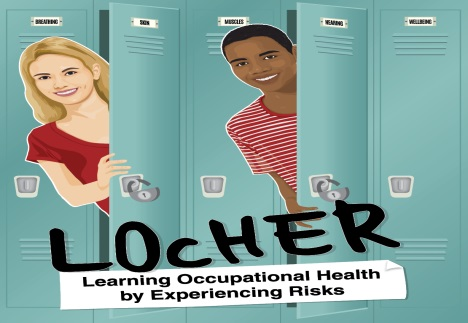 BREATHING SKIN MUSCLES HEARING WELLBEING
LOcHER
Learning Occupational Health
by Experiencing Risks